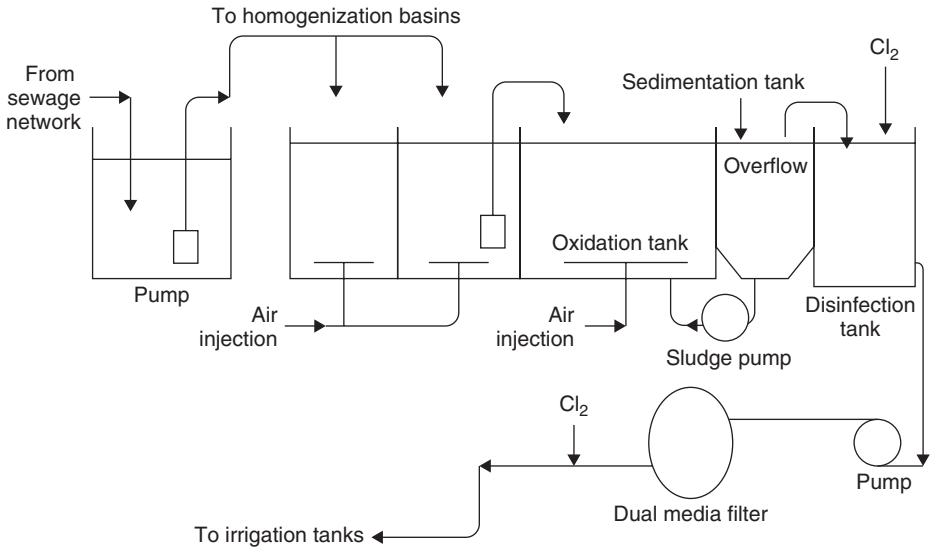 To homogenization basins
From
sewage
network
Cl2
Sedimentation tank
Overflow
Oxidation tank
Pump
Air
injection
Air
injection
Disinfection
tank
Sludge pump
Cl2
Pump
Dual media filter
To irrigation tanks